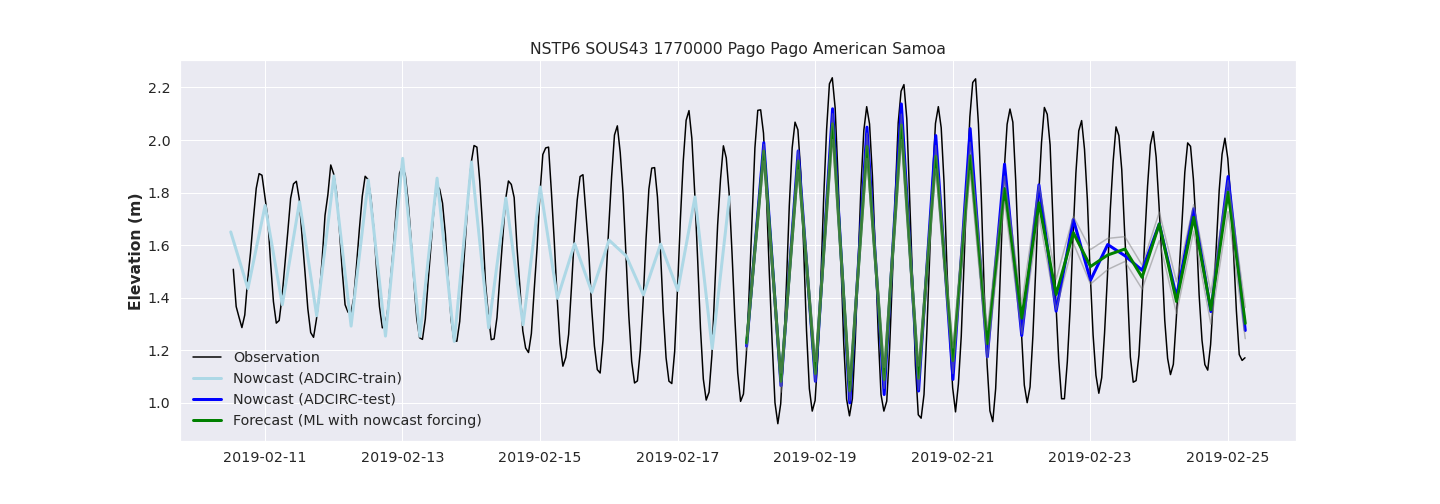 NSTP6 SOUS43 1770000 Pago Pago American Samoa
Elevation (m)
2.2
2.0
1.8
1.6
1.4
1.2
1.0
Observation
Nowcast (ADCIRC-train)
Nowcast (ADCIRC-test)
Forecast (ML with nowcast forcing)
2019-02-11
2019-02-13
2019-02-15
2019-02-17
2019-02-19
2019-02-21
2019-02-23
2019-02-25